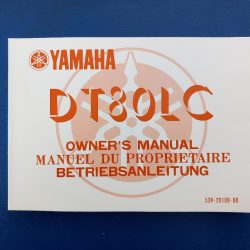 YAMAHA
DT80LC
OWNER'S MANUAL
MANUEL DU PROPRIETAIRE
BETRIEBSANLEITUNG